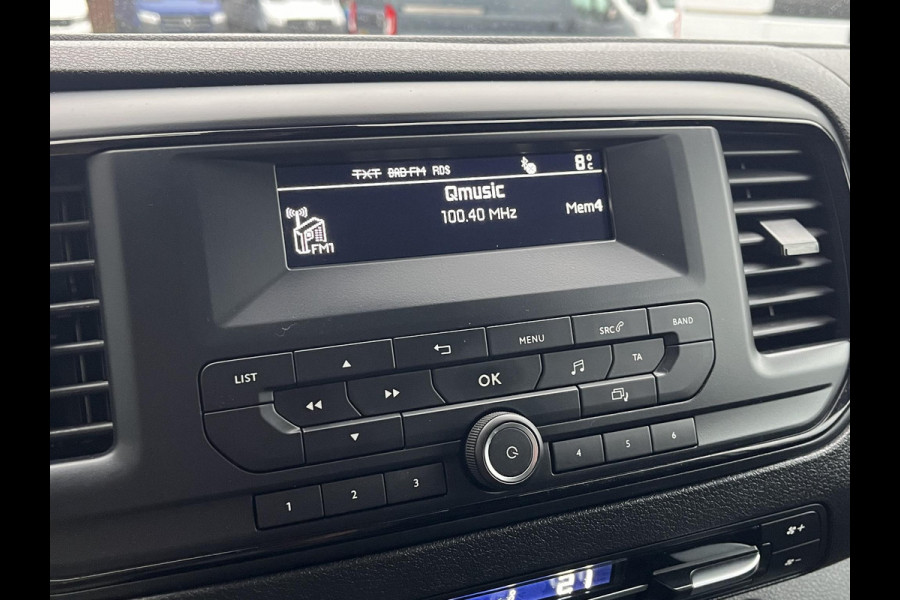 TXT DAB-FM RDS 8°C
Qmusic
100.40 MHz Mem4
FM1
LIST MENU SRC BAND
OK TA
1 2 3 4 5 6
21